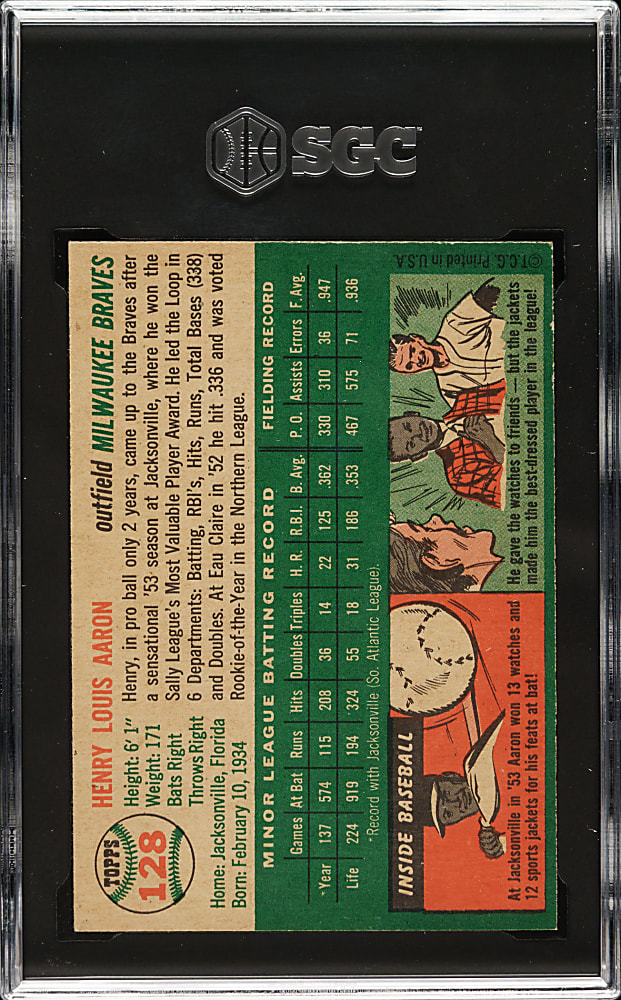 SGC
TOPPS
128
HENRY LOUIS AARON
outfield MILWAUKEE BRAVES
Height: 6' 1"
Weight: 171
Bats Right
Throws Right
Home: Jacksonville, Florida
Born: February 10, 1934
Henry, in pro ball only 2 years, came up to the Braves after
a sensational '53 season at Jacksonville, where he won the
Sally League's Most Valuable Player Award. He led the Loop in
6 Departments: Batting, RBI's, Hits, Runs, Total Bases (338)
and Doubles. At Eau Claire in '52 he hit .336 and was voted
Rookie-of-the-Year in the Northern League.
MINOR LEAGUE BATTING RECORD FIELDING RECORD
Games At Bat Runs Hits Doubles Triples H. R. R.B.I. B. Avg. P. O. Assists Errors F. Avg.
*Year 137 574 115 208 36 14 22 125 .362 330 310 36 .947
Life 224 919 194 324 55 18 31 186 .353 467 575 71 .936
*Record with Jacksonville (So. Atlantic League).
INSIDE BASEBALL
At Jacksonville in '53 Aaron won 13 watches and
12 sports jackets for his feats at bat!
He gave the watches to friends — but the jackets
made him the best-dressed player in the league!
©T.C.G. Printed in U.S.A.